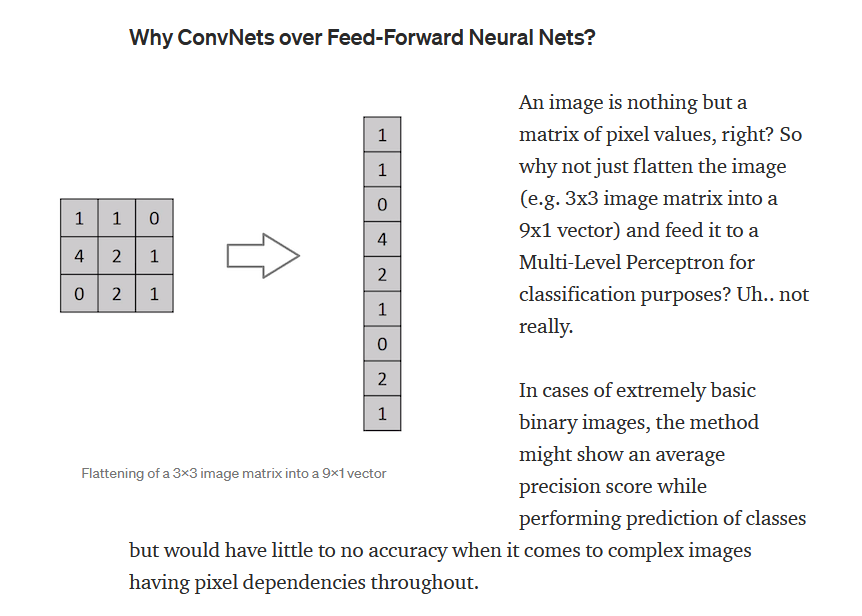 Why ConvNets over Feed-Forward Neural Nets?
1 1 0
4 2 1
0 2 1
1
1
0
4
2
1
0
2
1
Flattening of a 3×3 image matrix into a 9×1 vector
An image is nothing but a
matrix of pixel values, right? So
why not just flatten the image
(e.g. 3x3 image matrix into a
9x1 vector) and feed it to a
Multi-Level Perceptron for
classification purposes? Uh.. not
really.
In cases of extremely basic
binary images, the method
might show an average
precision score while
performing prediction of classes
but would have little to no accuracy when it comes to complex images
having pixel dependencies throughout.